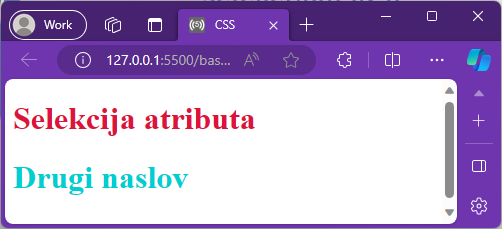 Work
CSS
127.0.0.1:5500/bas...
Selekcija atributa
Drugi naslov